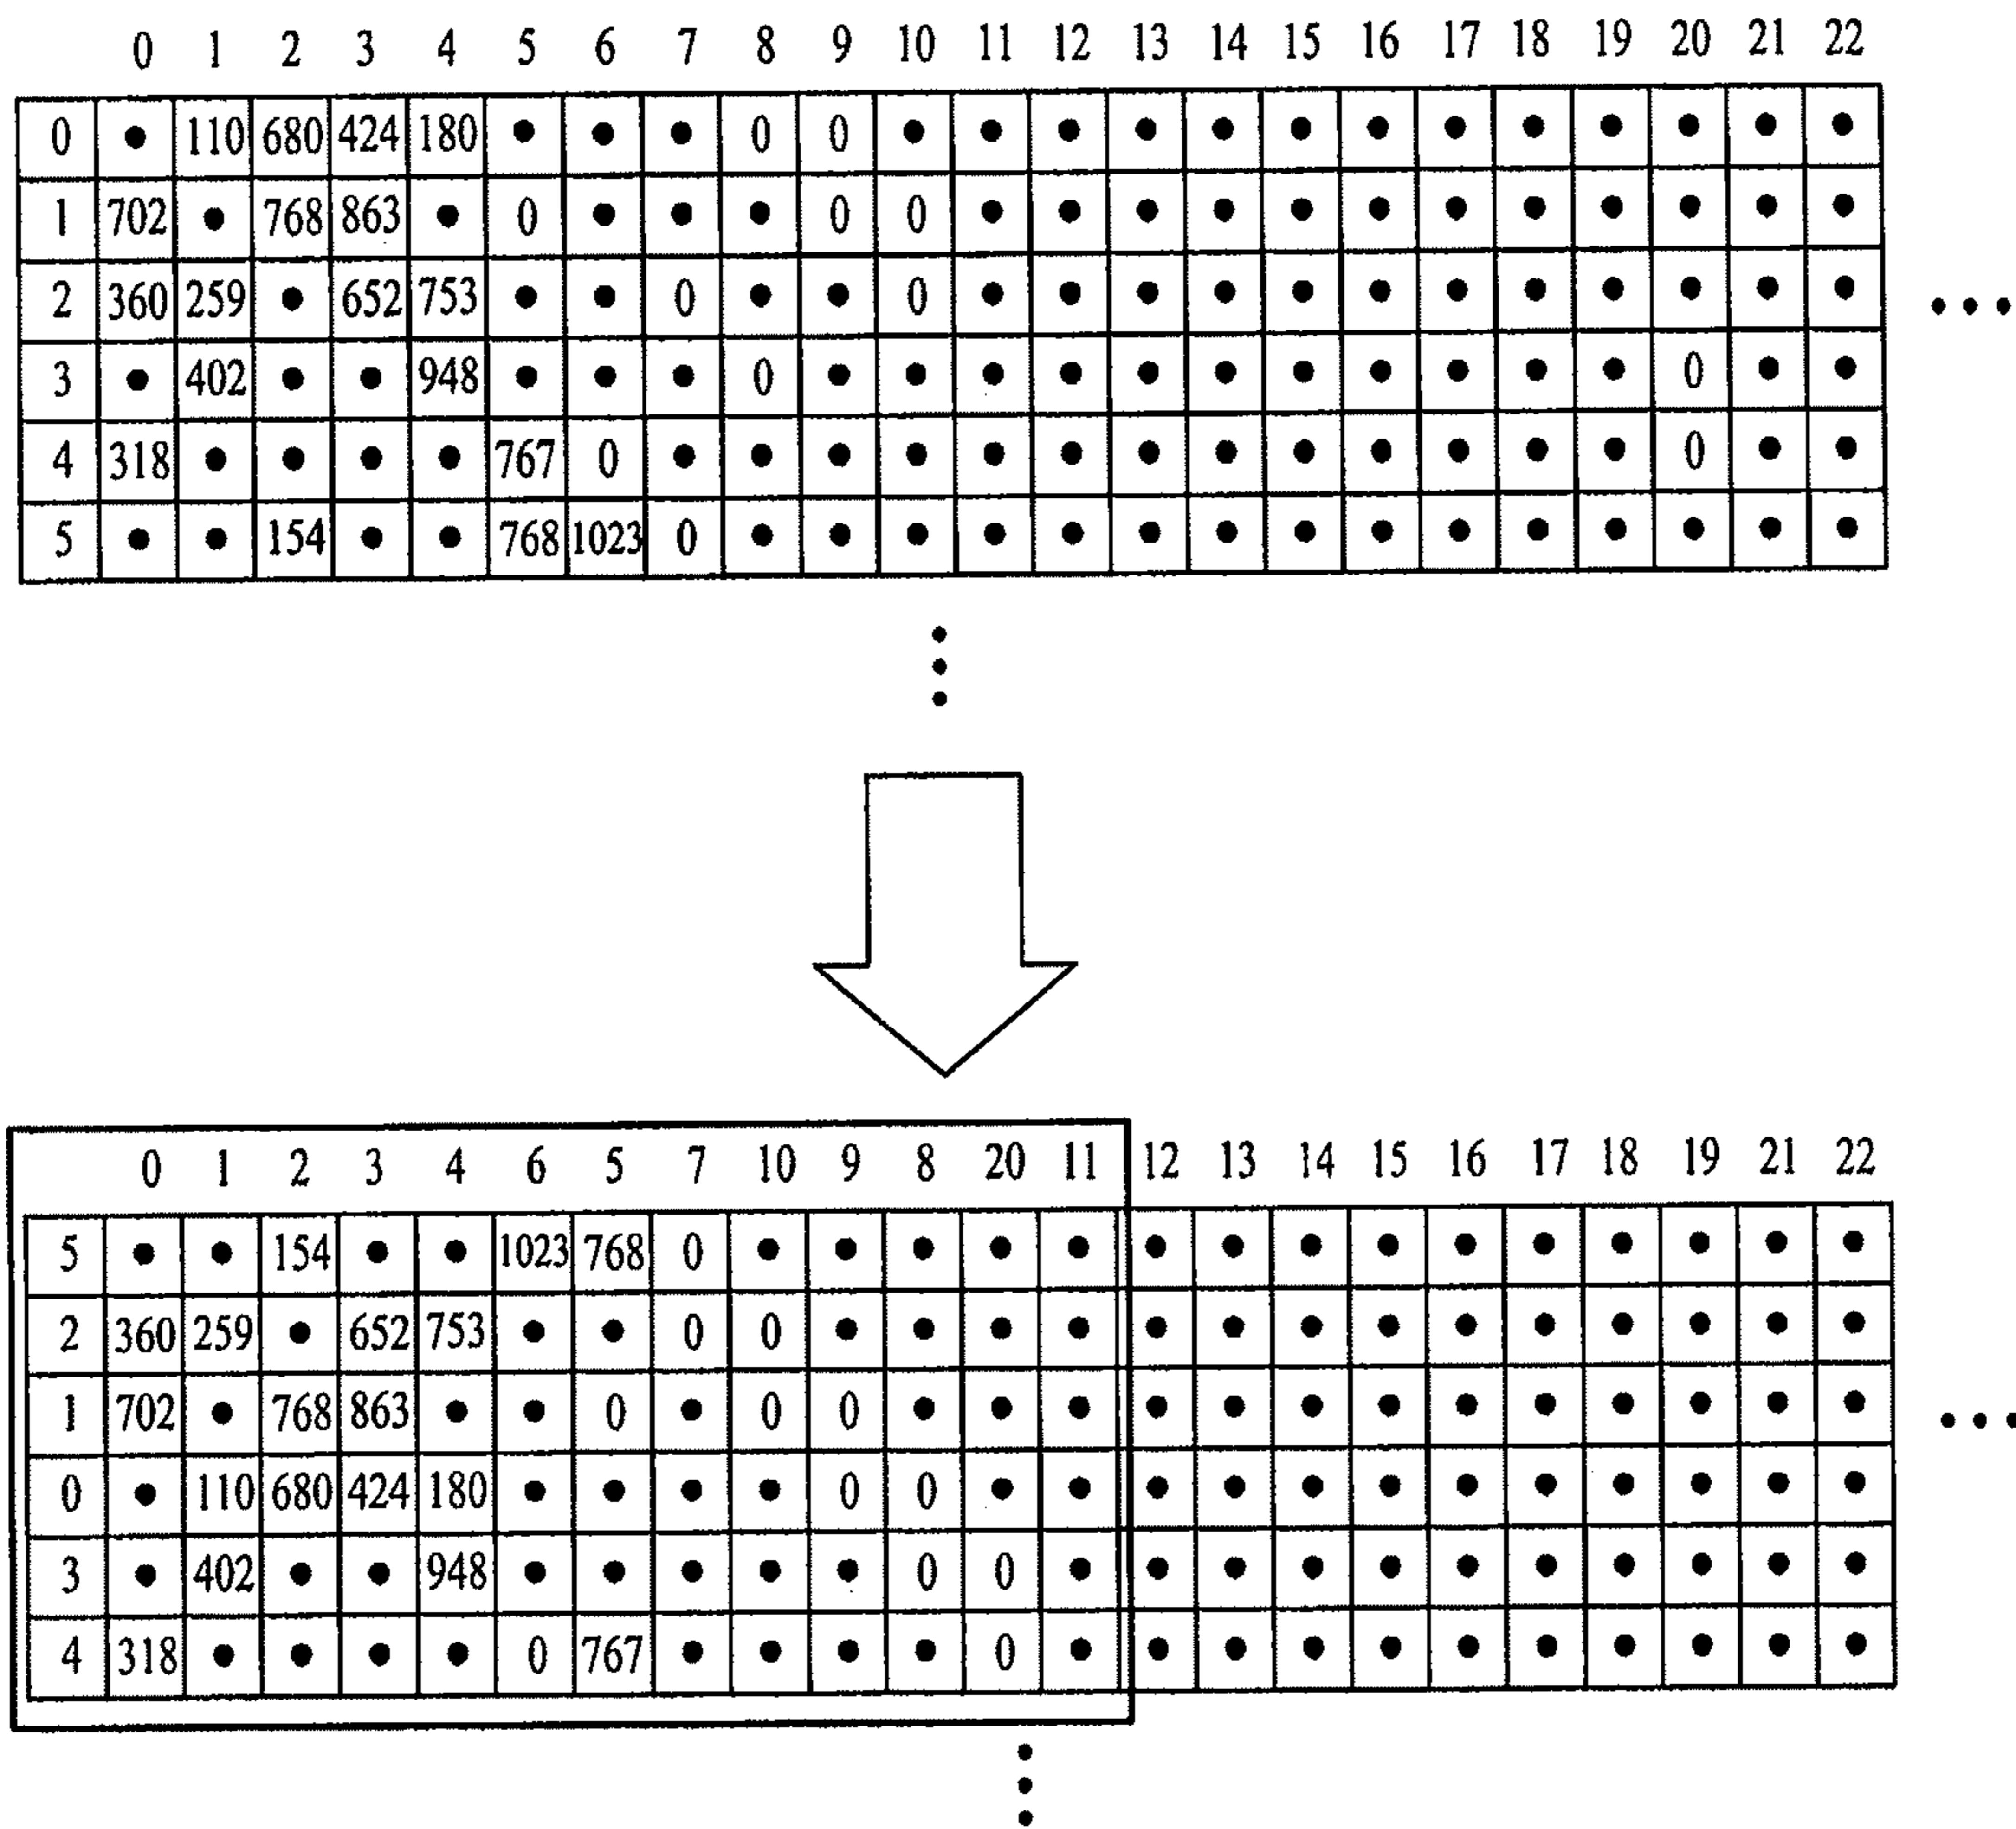 0 1 2 3 4 5 6 7 8 9 10 11 12 13 14 15 16 17 18 19 20 21 22
0 • 110 680 424 180 • • • 0 0 • • • • • • • • • • • • •
1 702 • 768 863 • 0 • • • 0 0 • • • • • • • • • • • •
2 360 259 • 652 753 • • 0 • • 0 • • • • • • • • • • • •
3 • 402 • • 948 • • • 0 • • • • • • • • • • • 0 • •
4 318 • • • • 767 0 • • • • • • • • • • • • • 0 • •
5 • • 154 • • 768 1023 0 • • • • • • • • • • • • • • •
0 1 2 3 4 6 5 7 10 9 8 20 11 12 13 14 15 16 17 18 19 21 22
5 • • 154 • • 1023 768 0 • • • • • • • • • • • • • • •
2 360 259 • 652 753 • • 0 0 • • • • • • • • • • • • • •
1 702 • 768 863 • • 0 • 0 0 • • • • • • • • • • • • •
0 • 110 680 424 180 • • • • 0 0 • • • • • • • • • • • •
3 • 402 • • 948 • • • • • 0 0 • • • • • • • • • • •
4 318 • • • • 0 767 • • • • 0 • • • • • • • • • • •